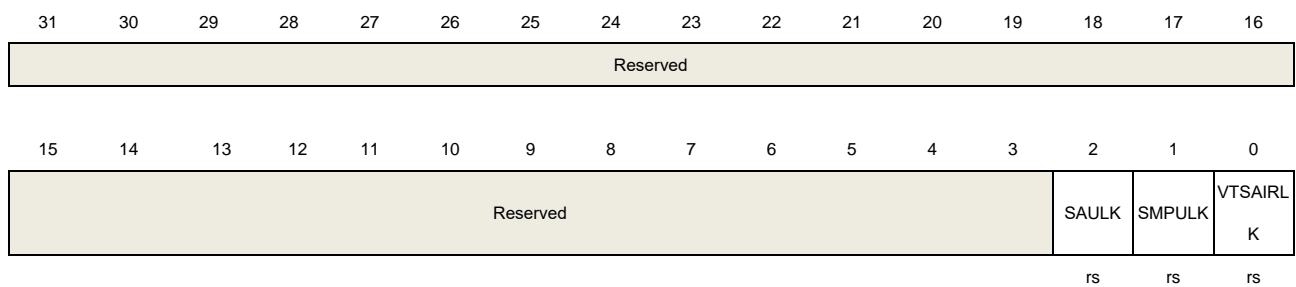 31 30 29 28 27 26 25 24 23 22 21 20 19 18 17 16
Reserved
15 14 13 12 11 10 9 8 7 6 5 4 3 2 1 0
Reserved SAULK SMPULK VTSAIRL
K
rs rs rs